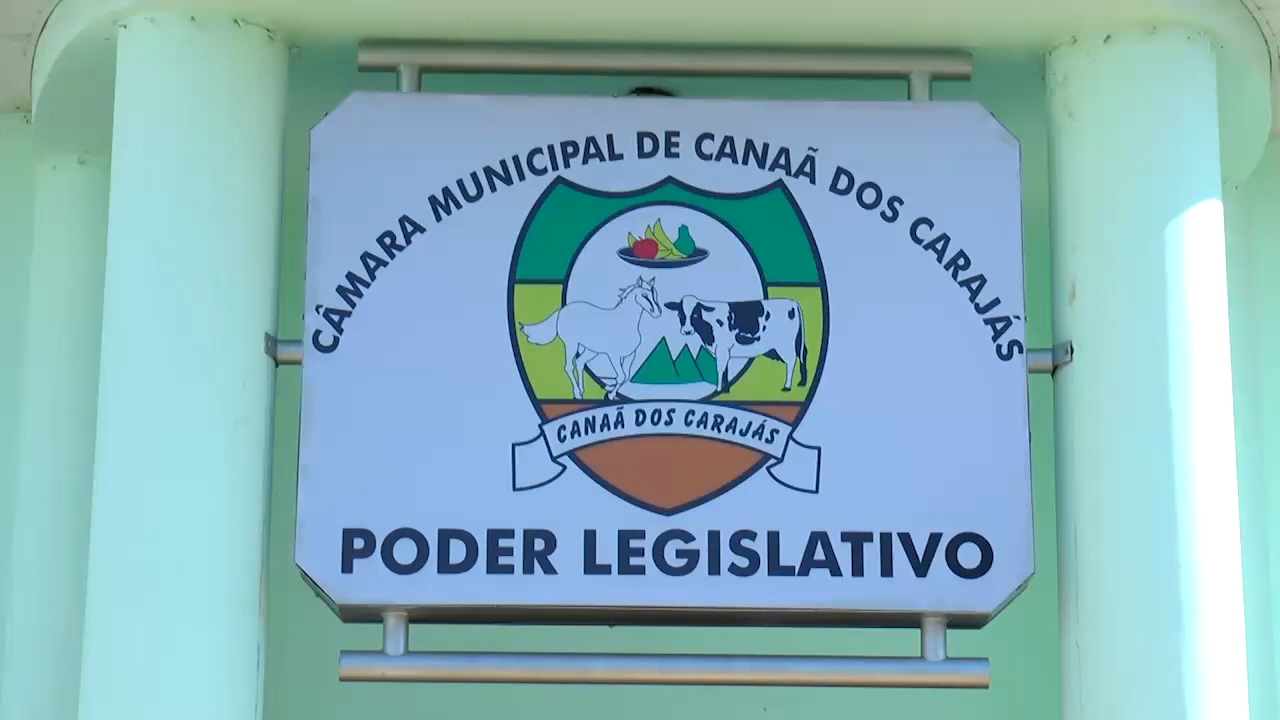 CÂMARA MUNICIPAL DE CANAÃ DOS CARAJÁS
CANAÃ DOS CARAJÁS
PODER LEGISLATIVO